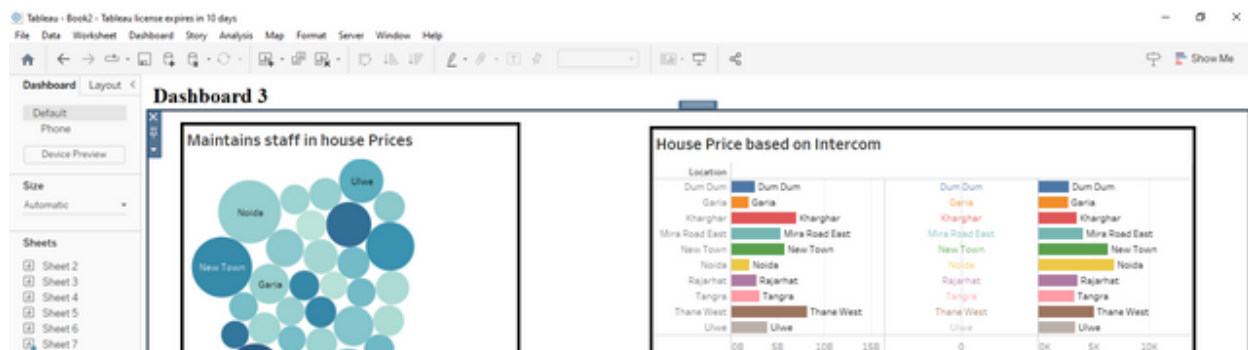 Tableau - Book2 - Tableau license expires in 10 days
File Data Worksheet Dashboard Story Analysis Map Format Server Window Help
Show Me
Dashboard Layout
Default
Phone
Device Preview
Size
Automatic
Sheets
Sheet 2
Sheet 3
Sheet 4
Sheet 5
Sheet 6
Sheet 7
Dashboard 3
Maintains staff in house Prices
Ulwe
Noida
New Town
Garia
House Price based on Intercom
Location
Dum Dum Dum Dum Dum Dum Dum Dum
Garia Garia Garia Garia
Kharghar Kharghar Kharghar Kharghar
Mira Road East Mira Road East Mira Road East Mira Road East
New Town New Town New Town New Town
Noida Noida Noida Noida
Rajarhat Rajarhat Rajarhat Rajarhat
Tangra Tangra Tangra Tangra
Thane West Thane West Thane West Thane West
Ulwe Ulwe Ulwe Ulwe
0B 5B 10B 15B 0 0K 5K 10K